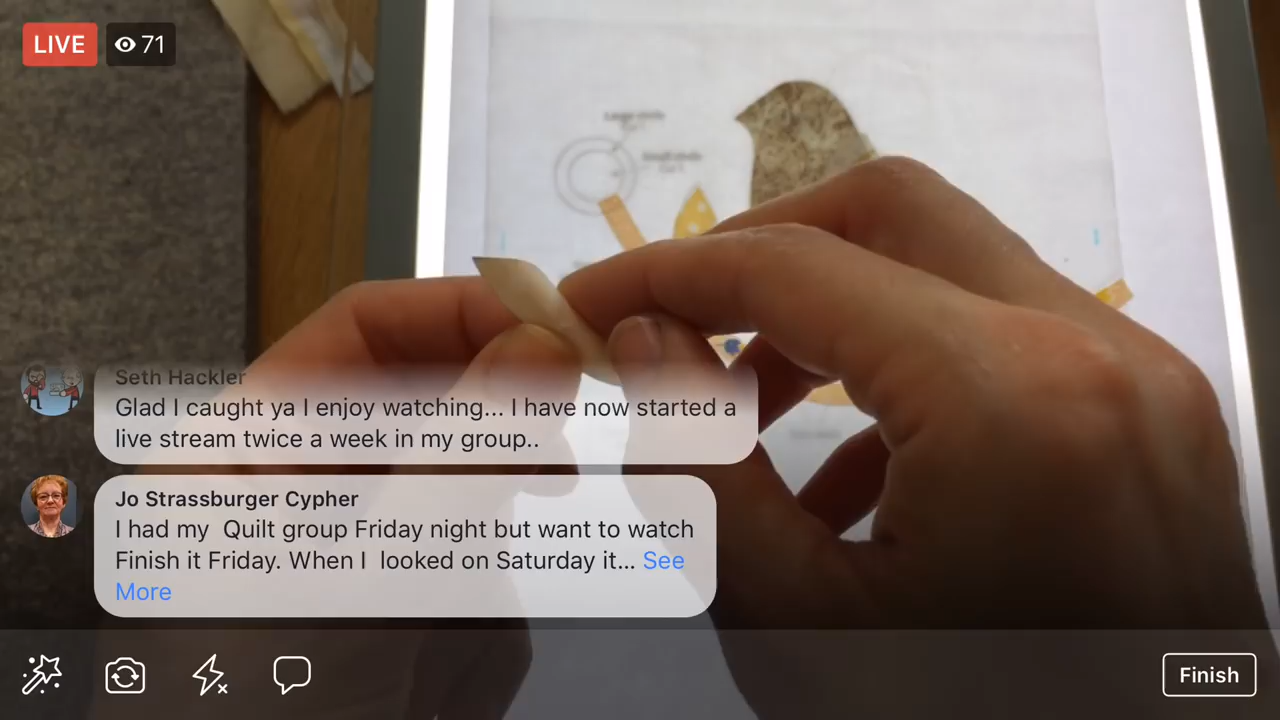 LIVE 71
Seth Hackler
Glad I caught ya I enjoy watching... I have now started a
live stream twice a week in my group..
Jo Strassburger Cypher
I had my  Quilt group Friday night but want to watch
Finish it Friday. When I  looked on Saturday it... See
More
Finish